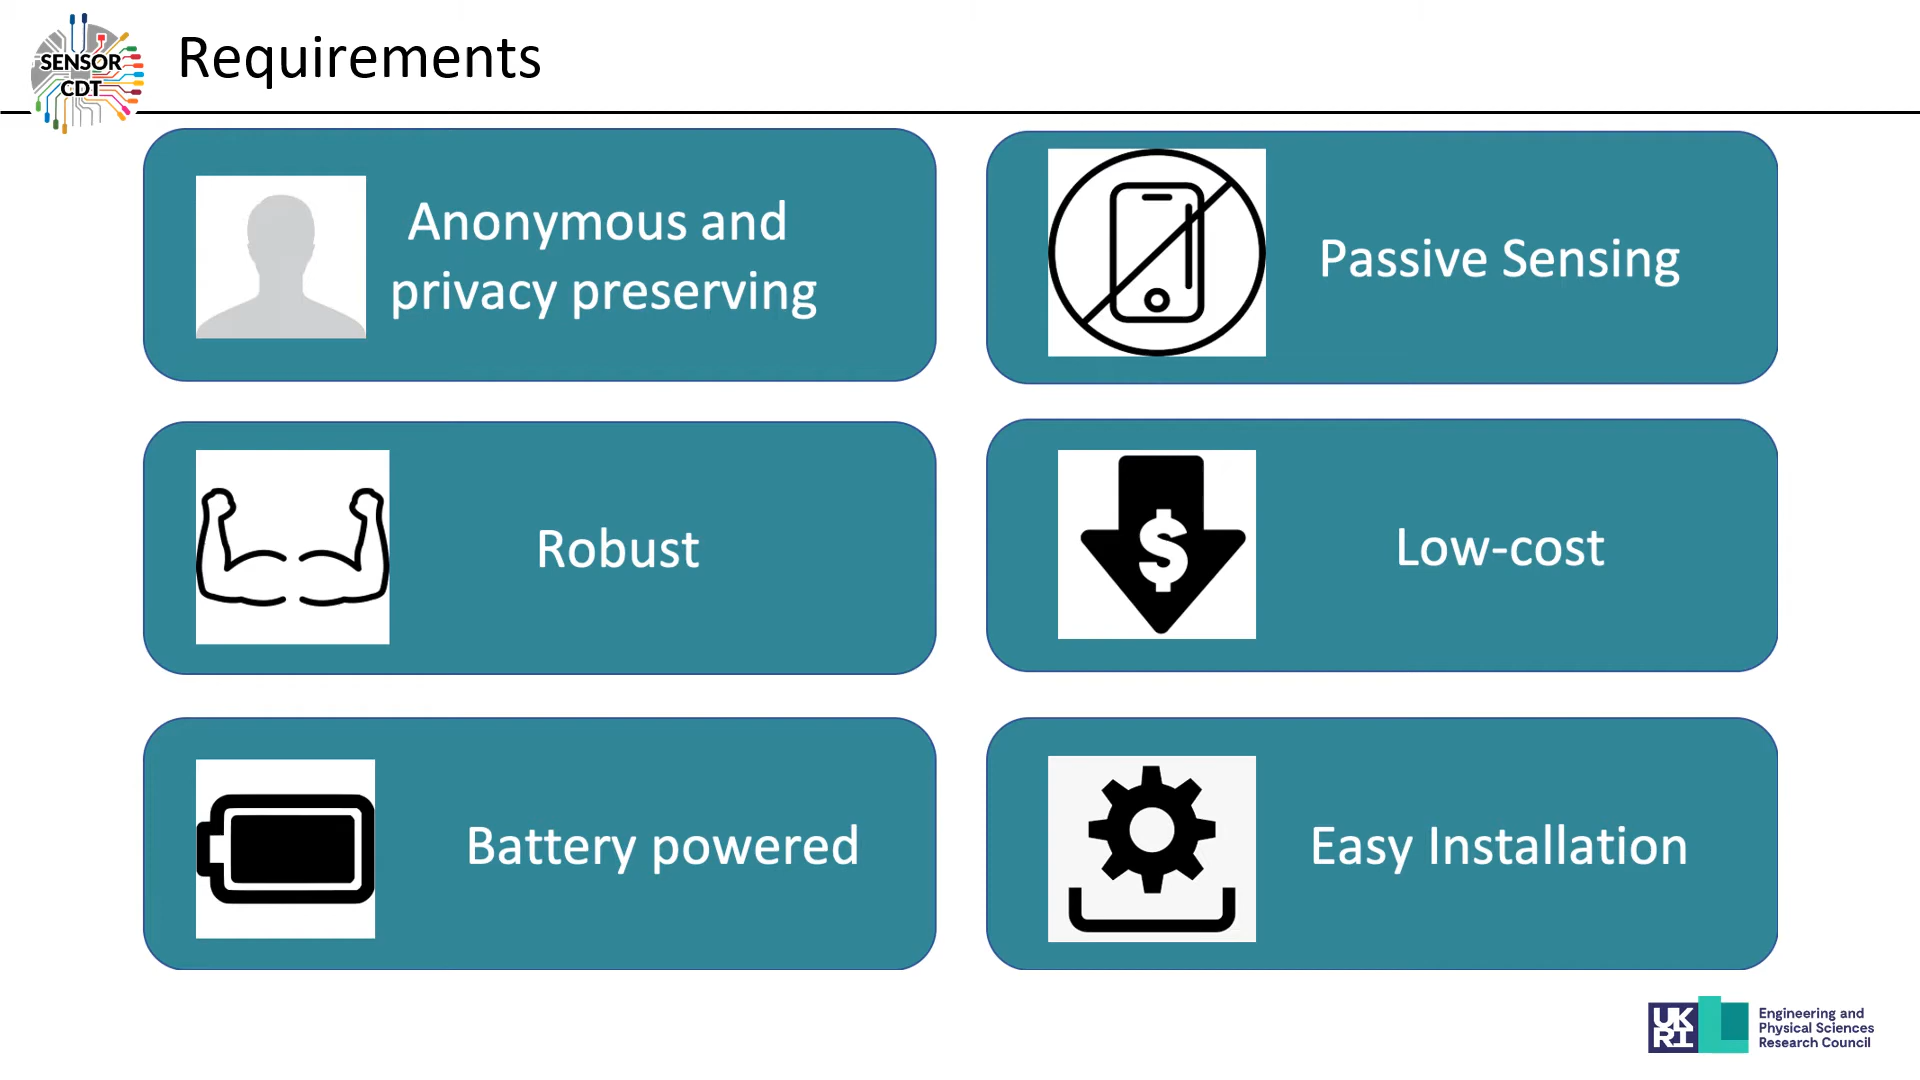 SENSOR
CDT
Requirements
Anonymous and
privacy preserving
Passive Sensing
Robust
$
Low-cost
Battery powered
Easy Installation
UK
RI
Engineering and
Physical Sciences
Research Council